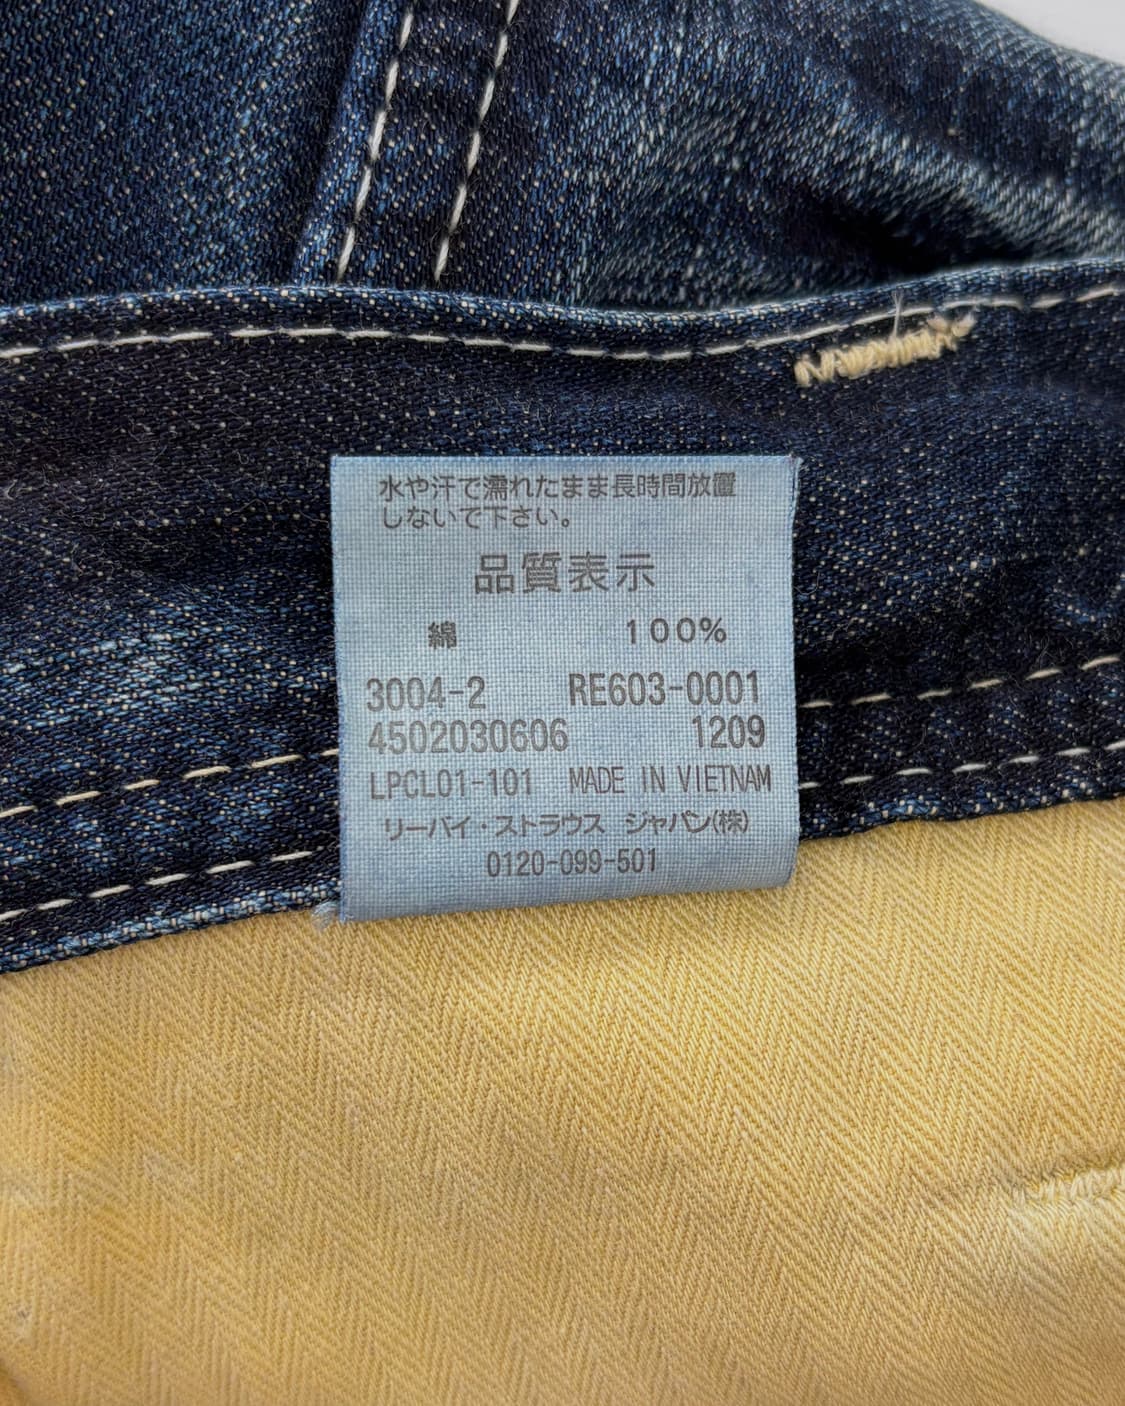 水や汗で濡れたまま長時間放置
しないで下さい。
品質表示
綿 100%
3004-2 RE603-0001
4502030606 1209
LPCL01-101 MADE IN VIETNAM
リーバイ・ストラウス ジャパン(株)
0120-099-501